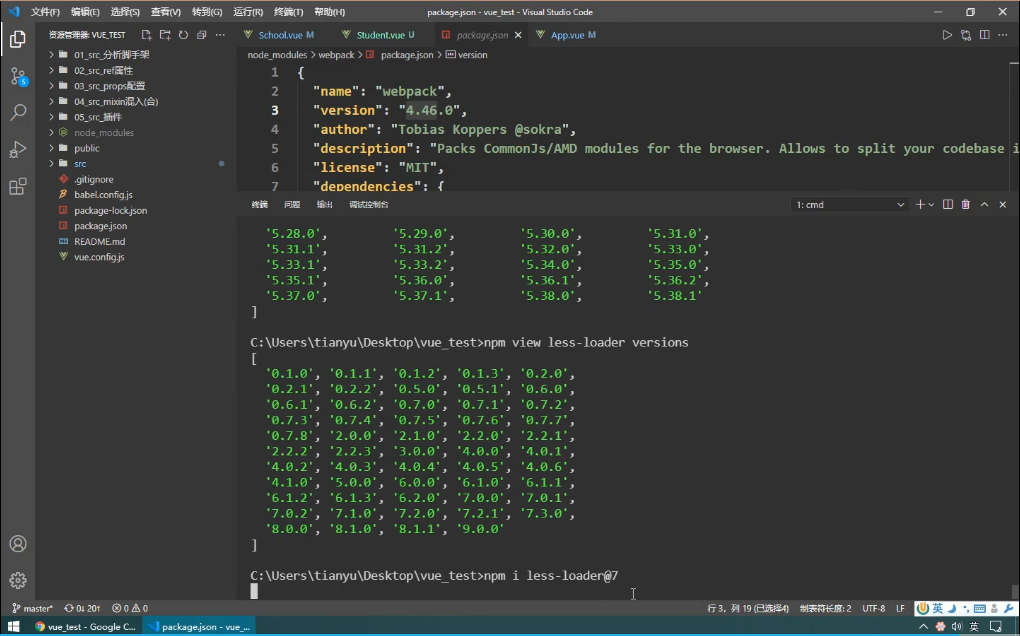 文件(F) 编辑(E) 选择(S) 查看(V) 转到(G) 运行(R) 终端(T) 帮助(H) package.json - vue_test - Visual Studio Code
资源管理器: VUE_TEST
School.vue M Student.vue U package.json App.vue M
node_modules > webpack > package.json > version
01_src_分析脚手架
02_src_ref属性
03_src_props配置
04_src_mixin混入(合)
05_src_插件
node_modules
public
src
.gitignore
babel.config.js
package-lock.json
package.json
README.md
vue.config.js
5
1 {
2 "name": "webpack",
3 "version": "4.46.0",
4 "author": "Tobias Koppers @sokra",
5 "description": "Packs CommonJs/AMD modules for the browser. Allows to split your codebase i
6 "license": "MIT",
7 "dependencies": {
终端 问题 输出 调试控制台 1: cmd
'5.28.0', '5.29.0', '5.30.0', '5.31.0',
'5.31.1', '5.31.2', '5.32.0', '5.33.0',
'5.33.1', '5.33.2', '5.34.0', '5.35.0',
'5.35.1', '5.36.0', '5.36.1', '5.36.2',
'5.37.0', '5.37.1', '5.38.0', '5.38.1'
]
C:\Users\tianyu\Desktop\vue_test>npm view less-loader versions
[
'0.1.0', '0.1.1', '0.1.2', '0.1.3', '0.2.0',
'0.2.1', '0.2.2', '0.5.0', '0.5.1', '0.6.0',
'0.6.1', '0.6.2', '0.7.0', '0.7.1', '0.7.2',
'0.7.3', '0.7.4', '0.7.5', '0.7.6', '0.7.7',
'0.7.8', '2.0.0', '2.1.0', '2.2.0', '2.2.1',
'2.2.2', '2.2.3', '3.0.0', '4.0.0', '4.0.1',
'4.0.2', '4.0.3', '4.0.4', '4.0.5', '4.0.6',
'4.1.0', '5.0.0', '6.0.0', '6.1.0', '6.1.1',
'6.1.2', '6.1.3', '6.2.0', '7.0.0', '7.0.1',
'7.0.2', '7.1.0', '7.2.0', '7.2.1', '7.3.0',
'8.0.0', '8.1.0', '8.1.1', '9.0.0'
]
C:\Users\tianyu\Desktop\vue_test>npm i less-loader@7
master* 0↓ 20↑ 0 0 行 3, 列 19 (已选择4) 制表符长度: 2 UTF-8 LF 英
vue_test - Google C... package.json - vue_... 英